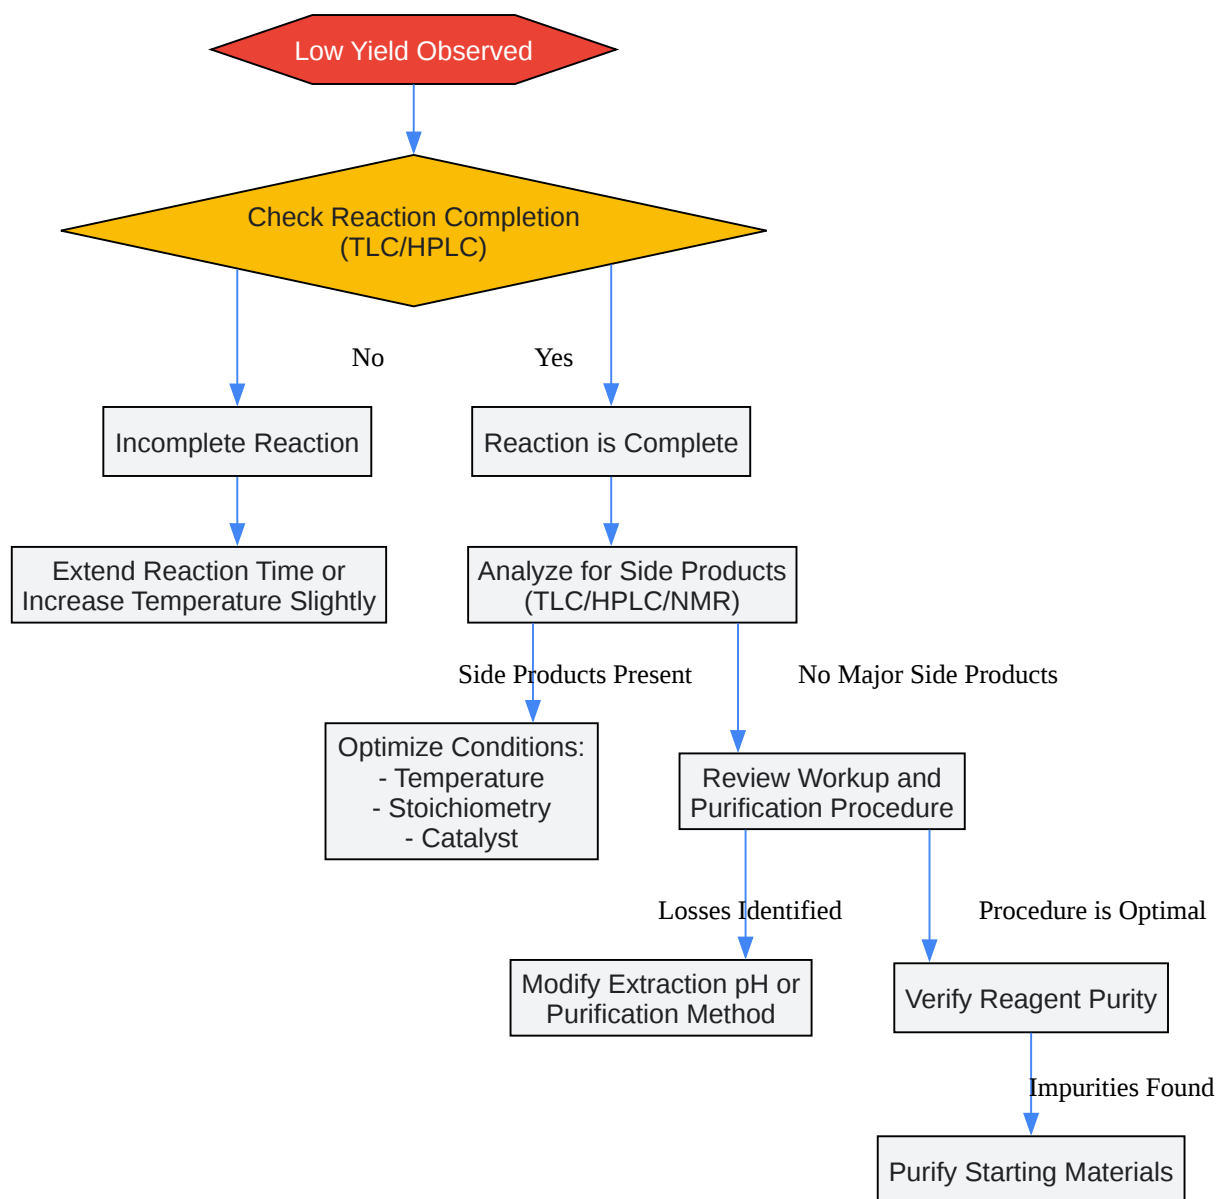 Low Yield Observed
Check Reaction Completion
(TLC/HPLC)
No
Yes
Incomplete Reaction
Reaction is Complete
Extend Reaction Time or
Increase Temperature Slightly
Analyze for Side Products
(TLC/HPLC/NMR)
Side Products Present
No Major Side Products
Optimize Conditions:
- Temperature
- Stoichiometry
- Catalyst
Review Workup and
Purification Procedure
Losses Identified
Procedure is Optimal
Modify Extraction pH or
Purification Method
Verify Reagent Purity
Impurities Found
Purify Starting Materials